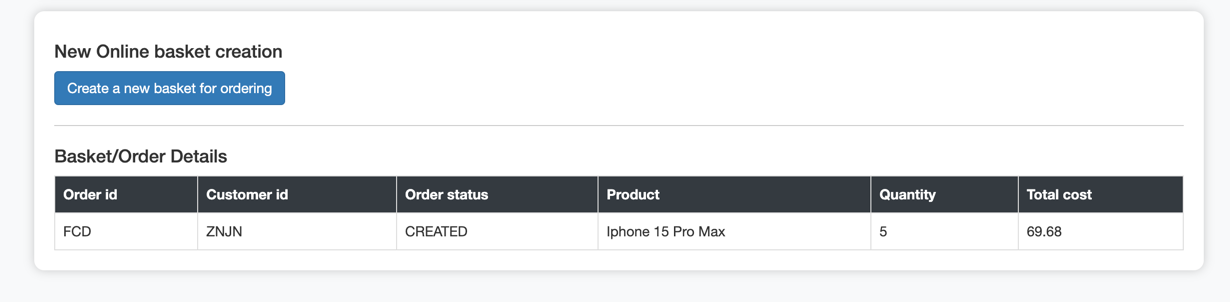 New Online basket creation
Create a new basket for ordering
Basket/Order Details
Order id Customer id Order status Product Quantity Total cost
FCD ZNJN CREATED Iphone 15 Pro Max 5 69.68